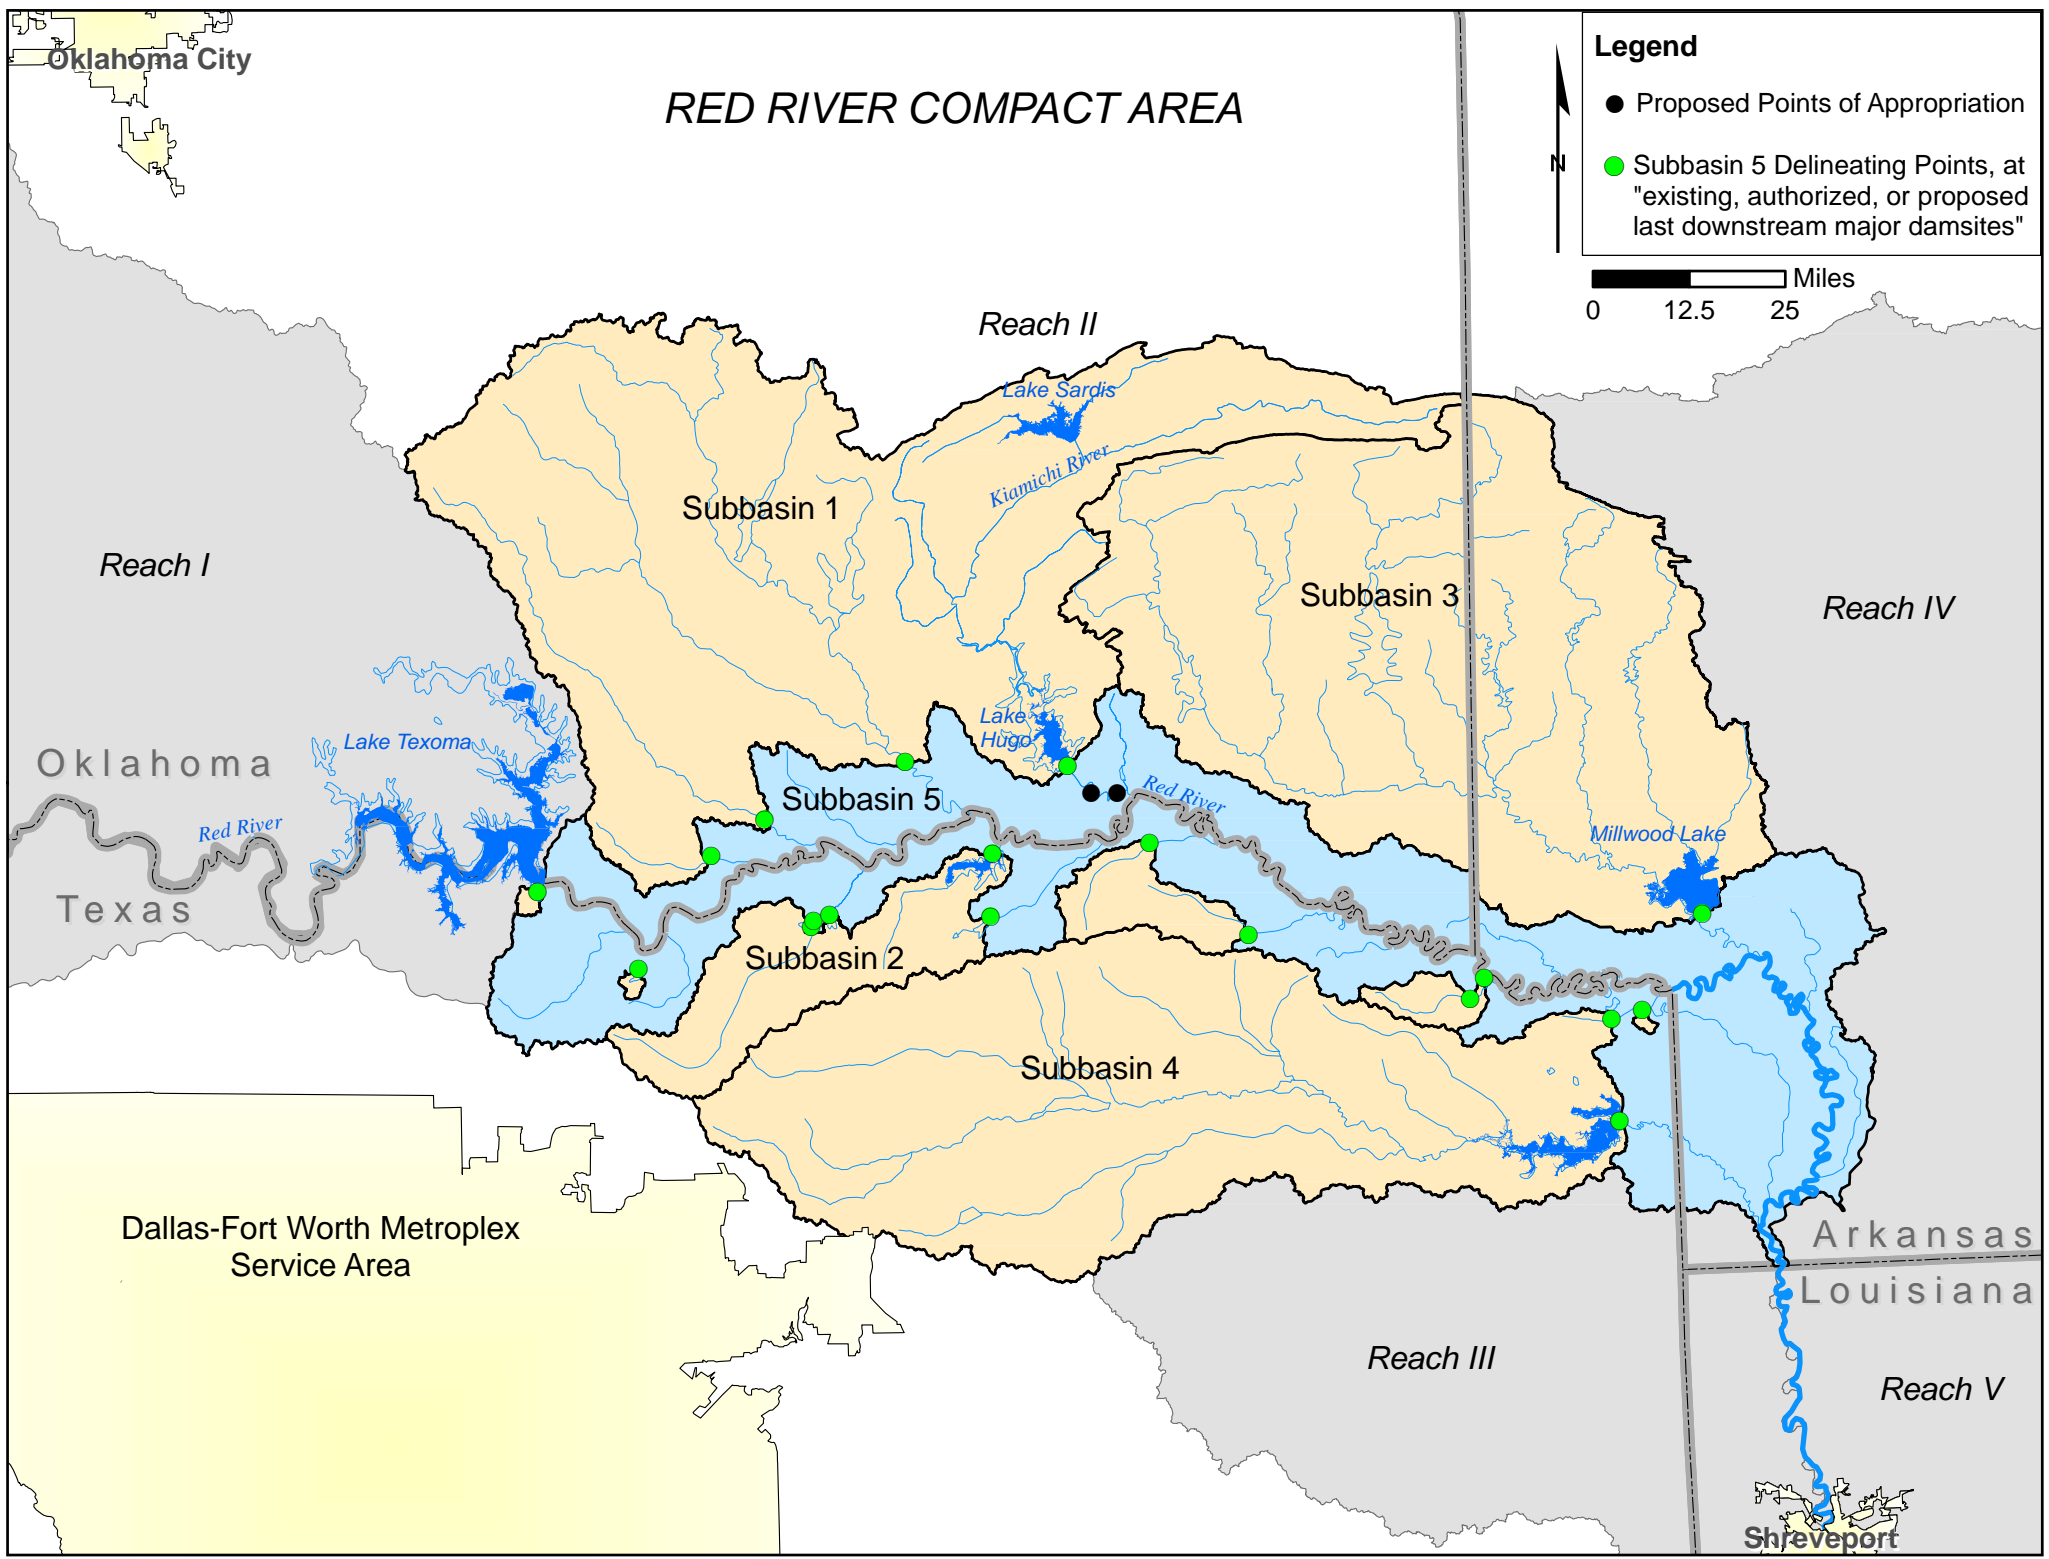 Oklahoma City
RED RIVER COMPACT AREA
Legend
Proposed Points of Appropriation
Subbasin 5 Delineating Points, at
"existing, authorized, or proposed
last downstream major damsites"
N
Miles
0 12.5 25
Reach II
Lake Sardis
Kiamichi River
Subbasin 1
Reach I
Subbasin 3
Reach IV
Lake
Hugo
Lake Texoma
Oklahoma
Subbasin 5
Red River
Red River
Millwood Lake
Texas
Subbasin 2
Subbasin 4
Dallas-Fort Worth Metroplex
Service Area
Arkansas
Louisiana
Reach III
Reach V
Shreveport